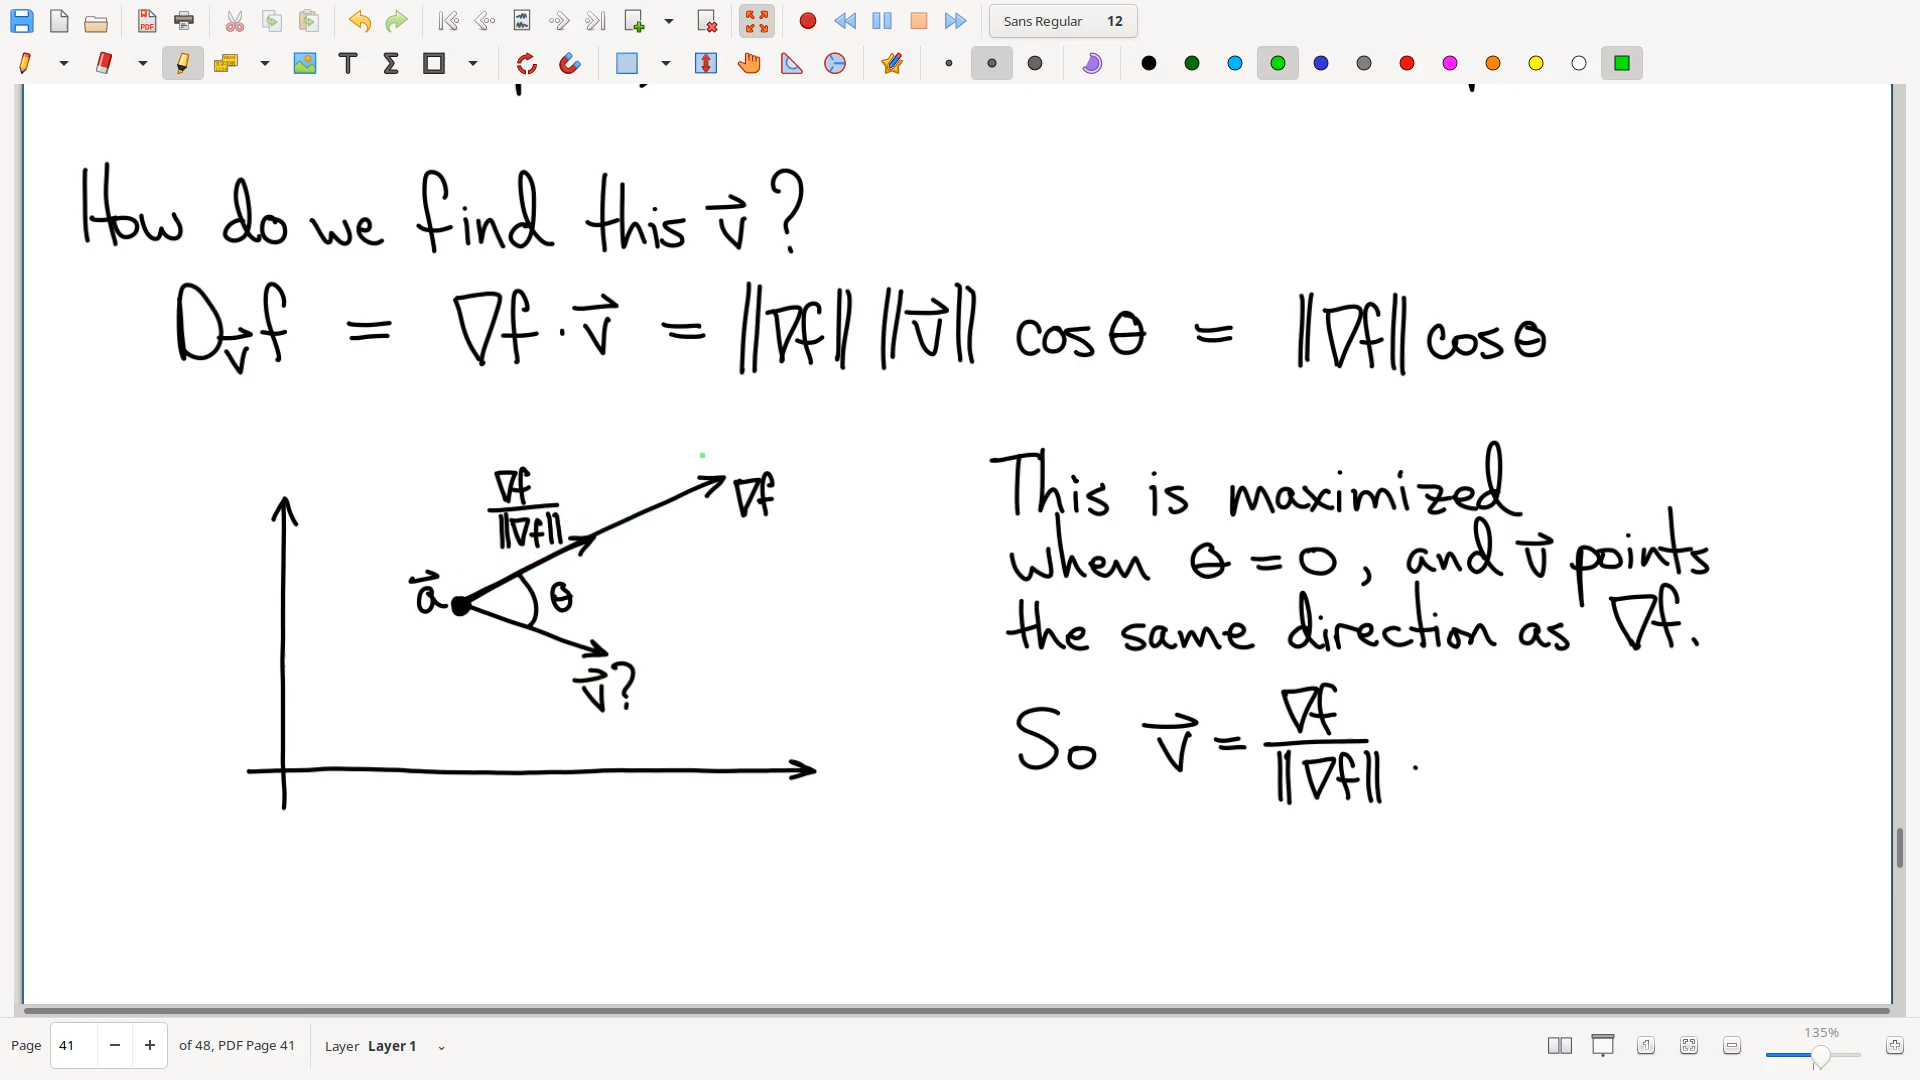 Sans Regular 12
How do we find this v⃗?
D_v⃗ f = ∇f · v⃗ = ‖∇f‖ ‖v⃗‖ cos θ = ‖∇f‖ cos θ
∇f/‖∇f‖
∇f
a⃗
θ
v⃗?
This is maximized
when θ = 0, and v⃗ points
the same direction as ∇f.
So v⃗ = ∇f/‖∇f‖.
Page 41 − + of 48, PDF Page 41 Layer Layer 1
135%